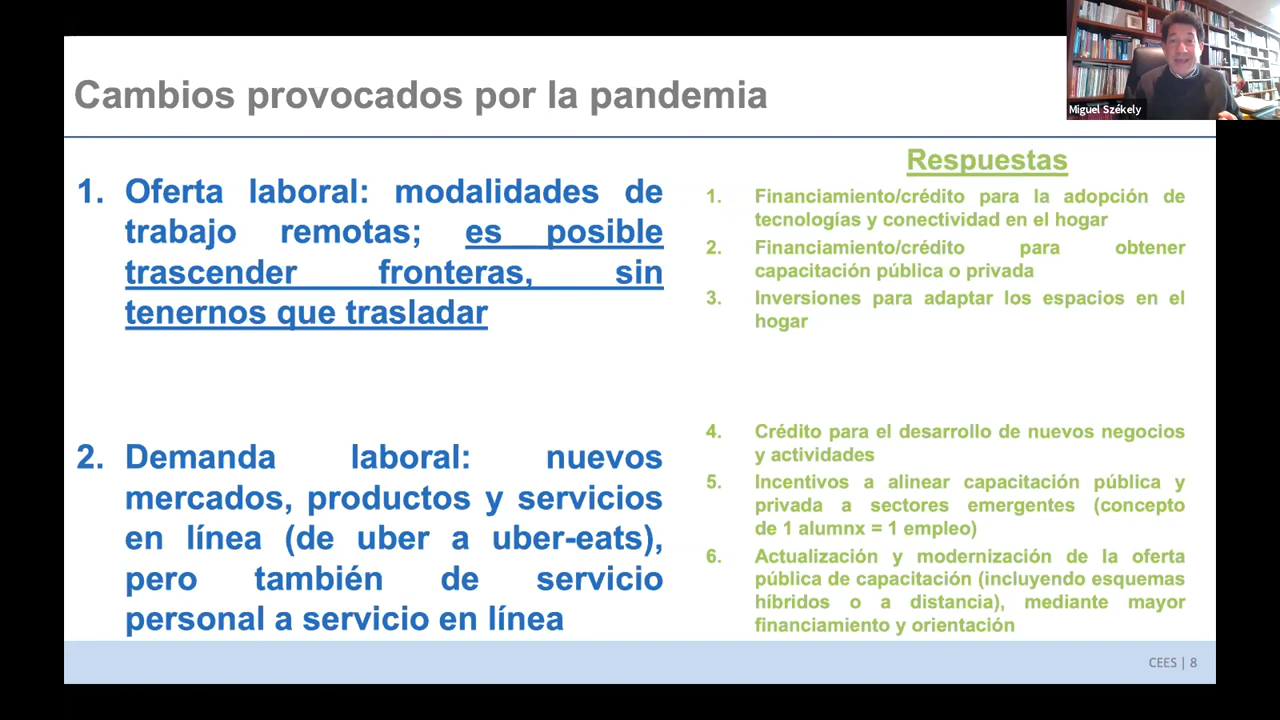 Cambios provocados por la pandemia
Miguel Székely
1. Oferta laboral: modalidades de
trabajo remotas; es posible
trascender fronteras, sin
tenernos que trasladar
2. Demanda laboral: nuevos
mercados, productos y servicios
en línea (de uber a uber-eats),
pero también de servicio
personal a servicio en línea
Respuestas
1. Financiamiento/crédito para la adopción de
tecnologías y conectividad en el hogar
2. Financiamiento/crédito para obtener
capacitación pública o privada
3. Inversiones para adaptar los espacios en el
hogar
4. Crédito para el desarrollo de nuevos negocios
y actividades
5. Incentivos a alinear capacitación pública y
privada a sectores emergentes (concepto
de 1 alumnx = 1 empleo)
6. Actualización y modernización de la oferta
pública de capacitación (incluyendo esquemas
híbridos o a distancia), mediante mayor
financiamiento y orientación
CEES | 8